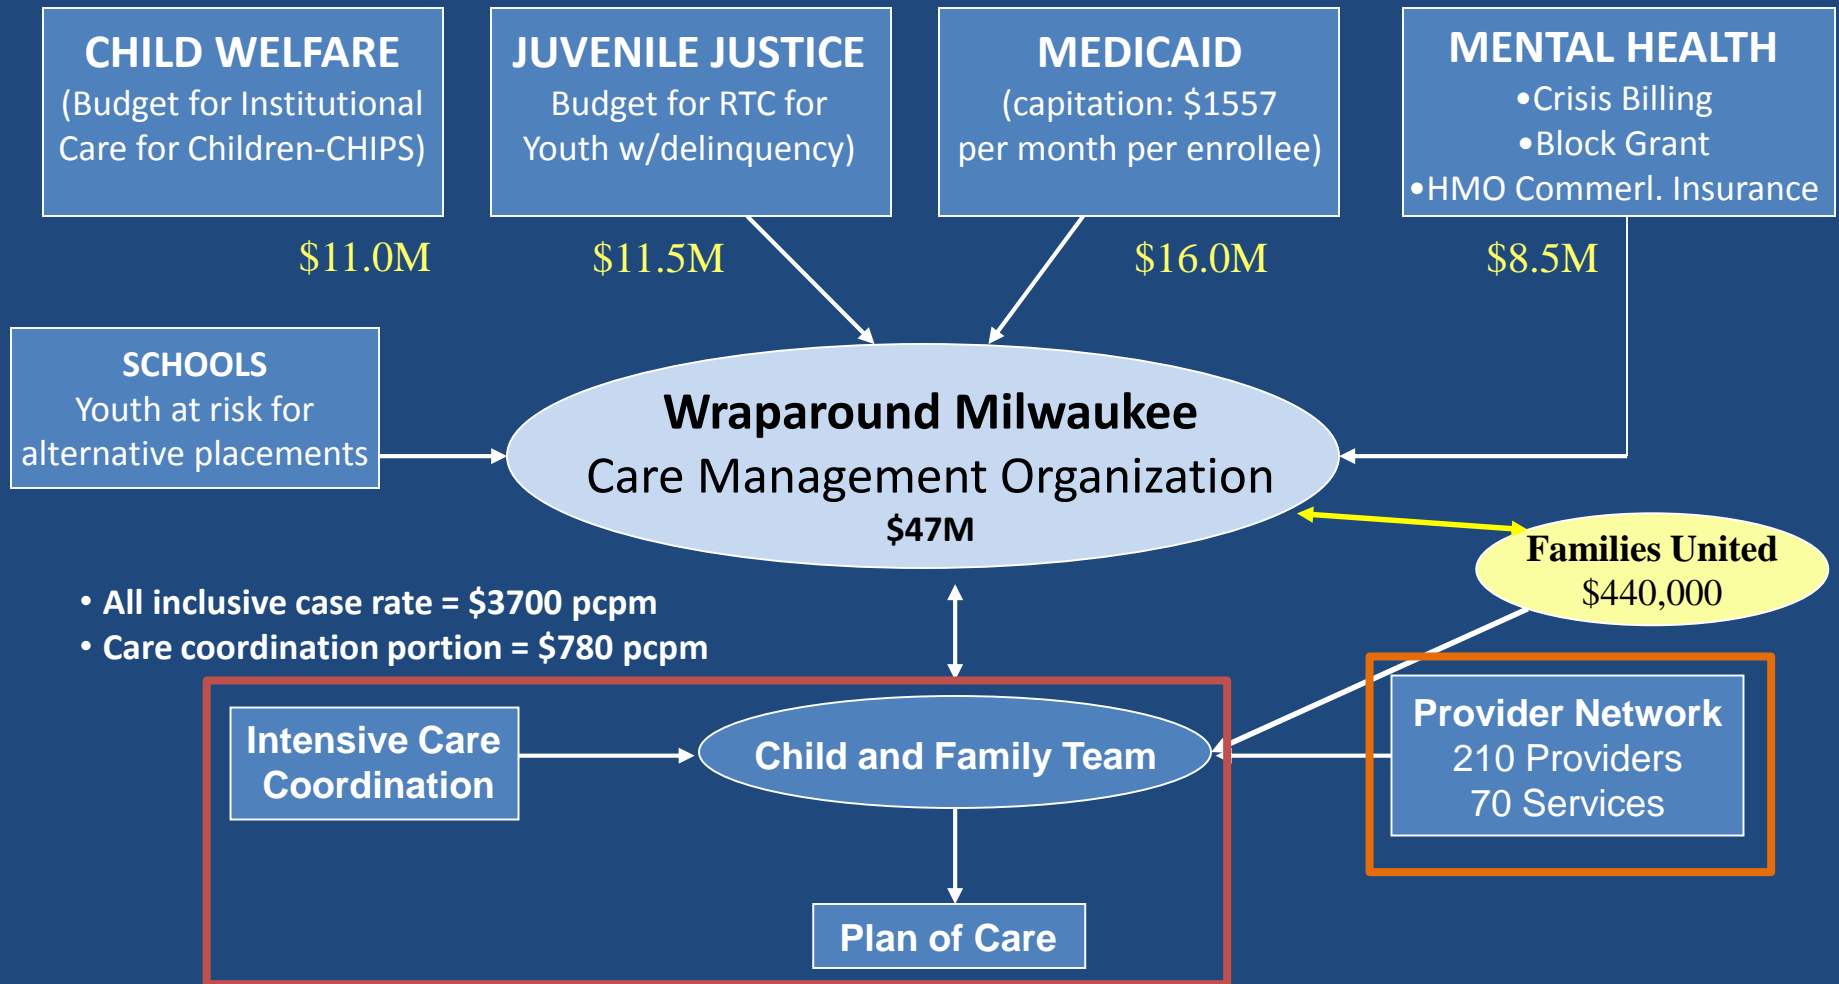 CHILD WELFARE
(Budget for Institutional
Care for Children-CHIPS)
JUVENILE JUSTICE
Budget for RTC for
Youth w/delinquency)
MEDICAID
(capitation: $1557
per month per enrollee)
MENTAL HEALTH
•Crisis Billing
•Block Grant
•HMO Commerl. Insurance
$11.0M
$11.5M
$16.0M
$8.5M
SCHOOLS
Youth at risk for
alternative placements
Wraparound Milwaukee
Care Management Organization
$47M
Families United
$440,000
• All inclusive case rate = $3700 pcpm
• Care coordination portion = $780 pcpm
Intensive Care
Coordination
Child and Family Team
Provider Network
210 Providers
70 Services
Plan of Care